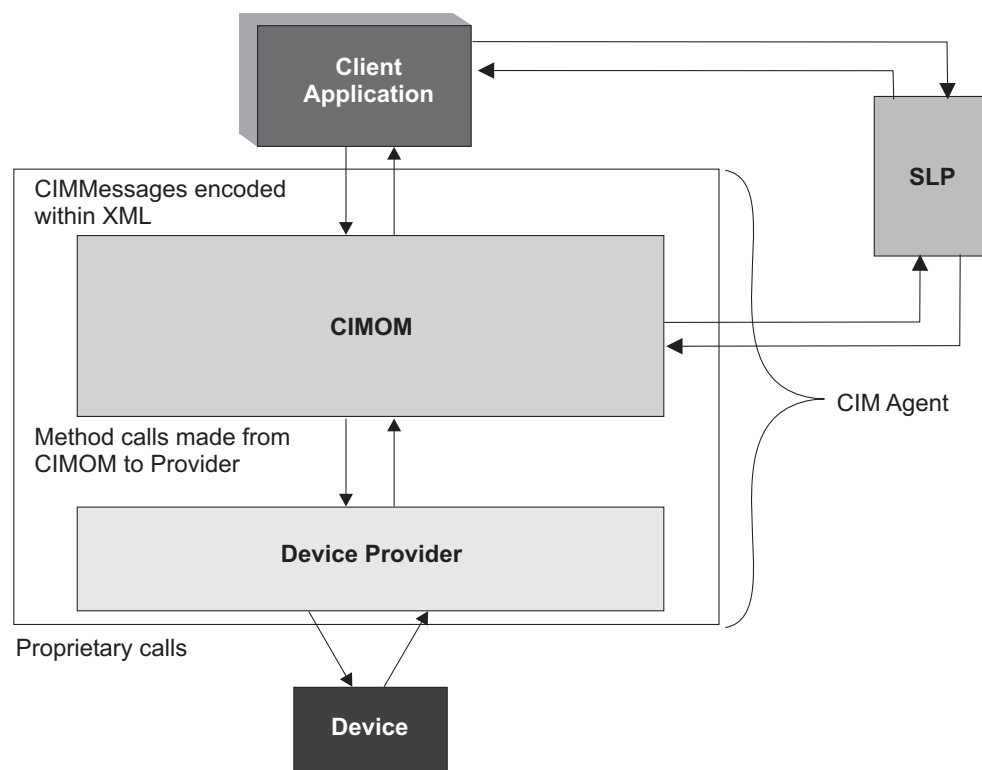 Client
Application
SLP
CIMMessages encoded
within XML
CIMOM
CIM Agent
Method calls made from
CIMOM to Provider
Device Provider
Proprietary calls
Device